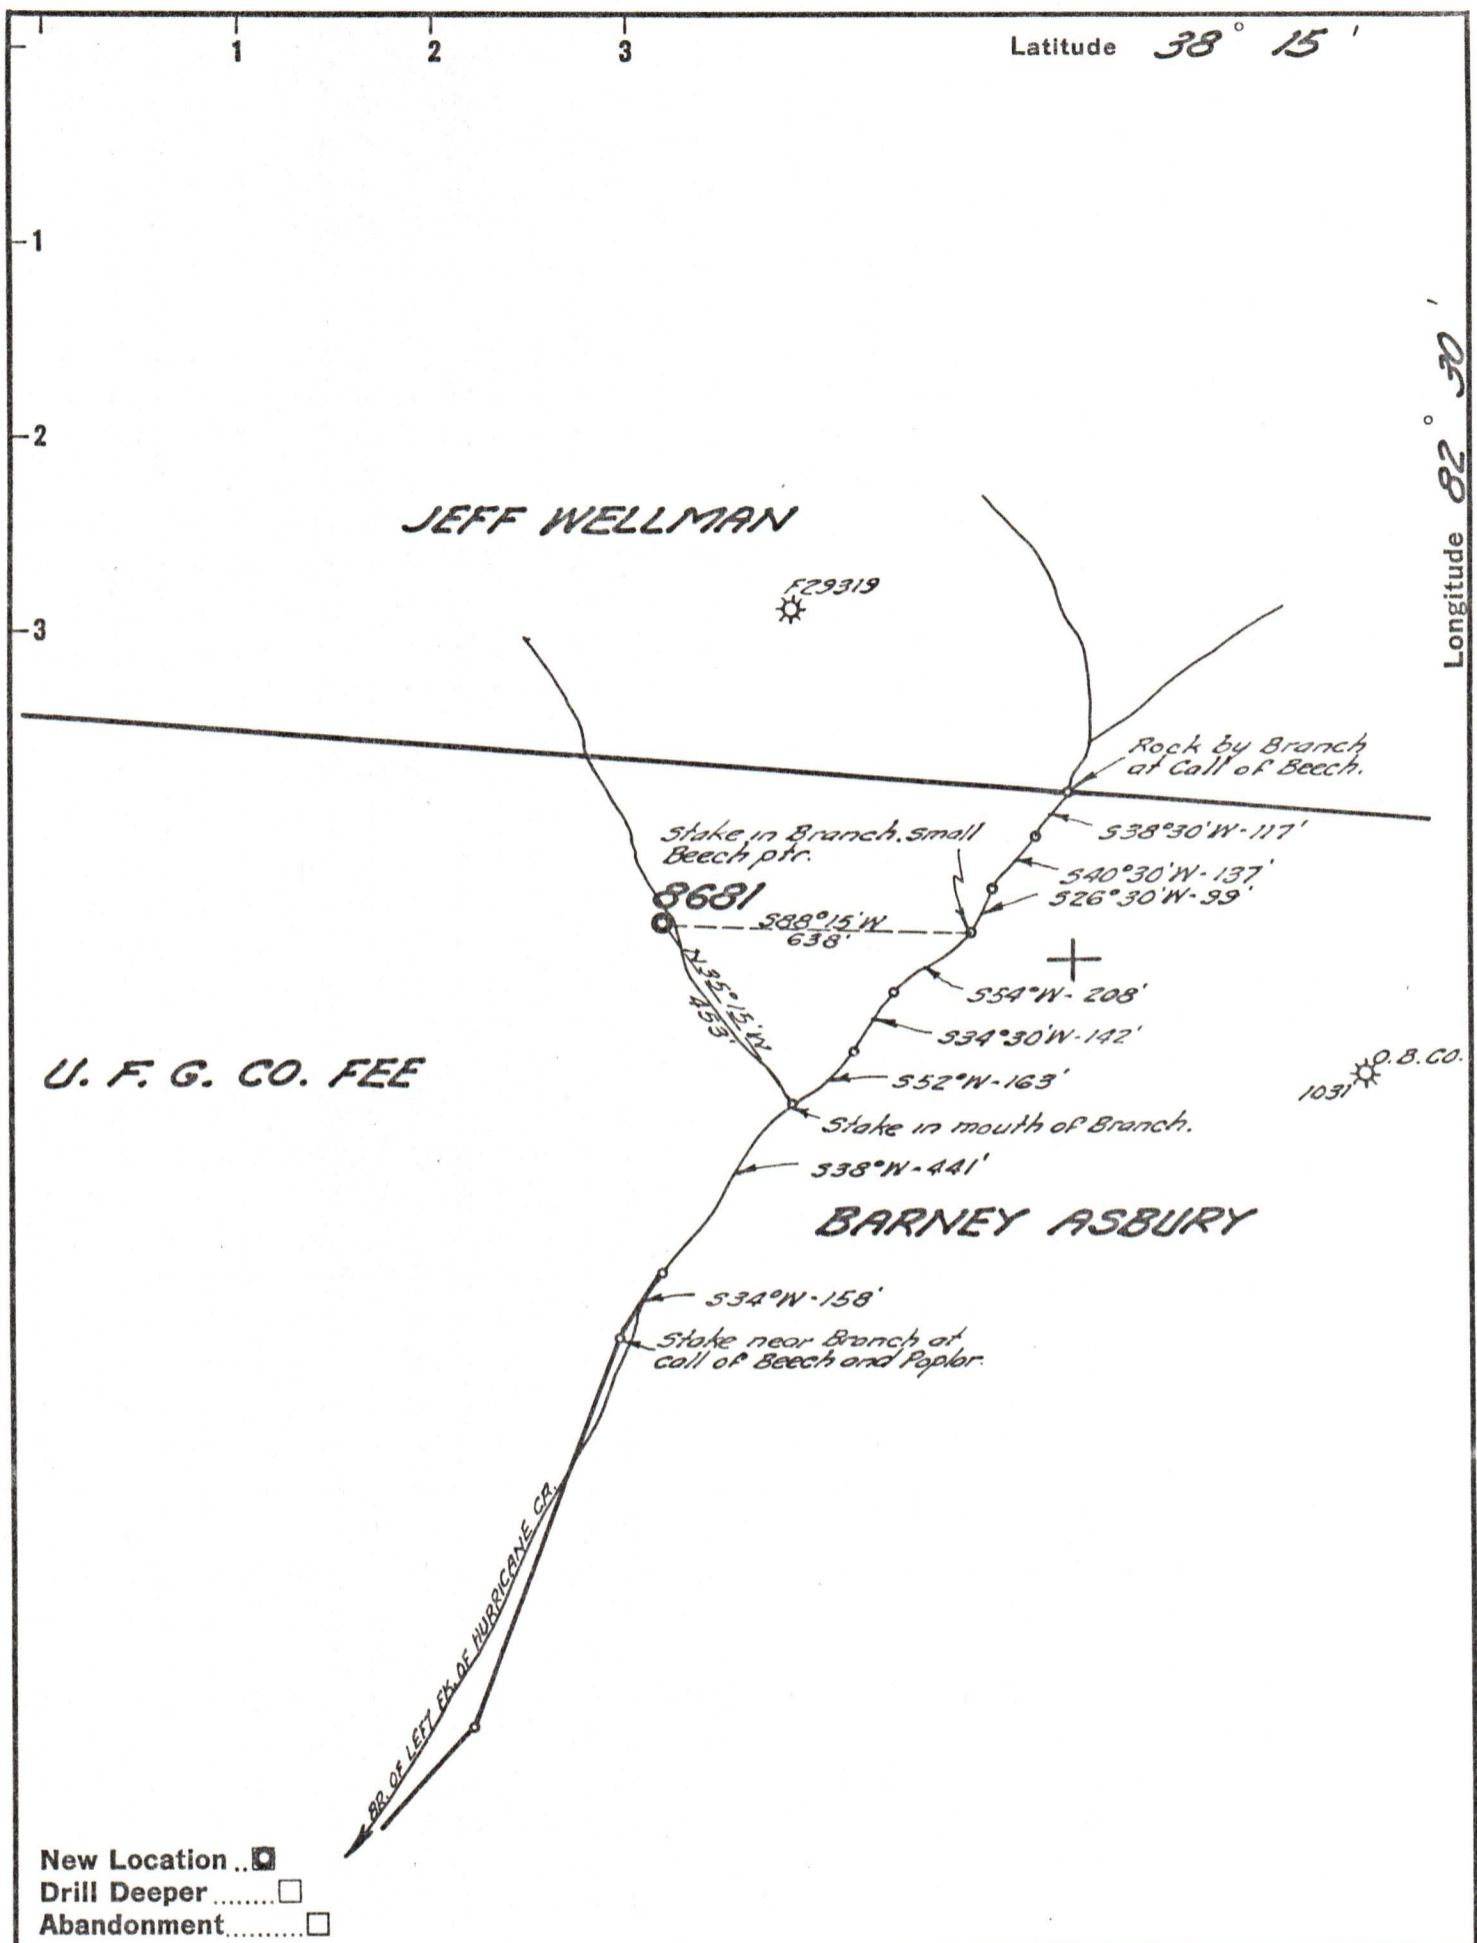 1 2 3 Latitude 38° 15'
1
2
3
Longitude 82° 30'
JEFF WELLMAN
F29319
Rock by Branch
at Call of Beech.
S38°30'W-117'
Stake in Branch. small
Beech ptr.
S40°30'W-137'
S26°30'W-99'
8681
S88°15'W
638'
N35°15'W
453'
S54°W-208'
S34°30'W-142'
O.B.CO.
1031
U. F. G. CO. FEE
S52°W-163'
Stake in mouth of Branch.
S38°W-441'
BARNEY ASBURY
S34°W-158'
Stake near Branch at
call of Beech and Poplar.
BR. OF LEFT FK. OF HURRICANE CR.
New Location ..
Drill Deeper ........
Abandonment..........